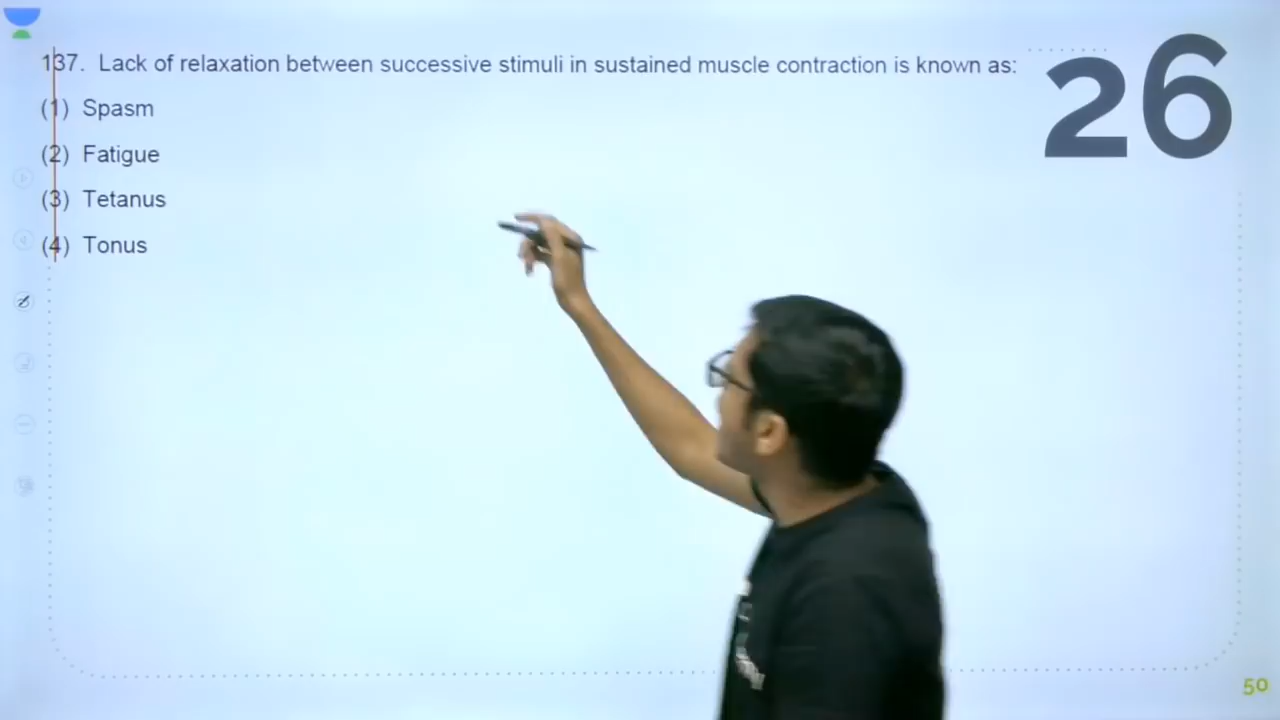 137. Lack of relaxation between successive stimuli in sustained muscle contraction is known as:
26
(1) Spasm
(2) Fatigue
(3) Tetanus
(4) Tonus
50